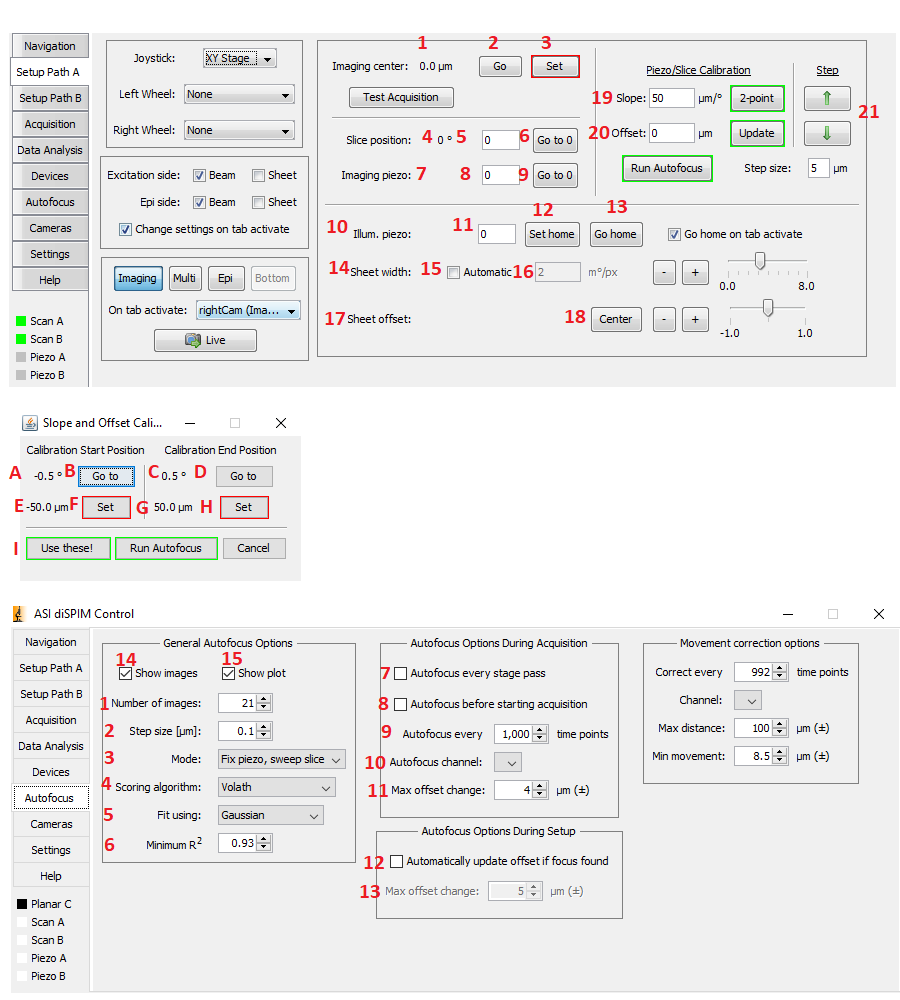 1 2 3
Navigation
Joystick: XY Stage
Imaging center: 0.0 µm Go Set
Piezo/Slice Calibration Step
Setup Path A
Left Wheel: None
Test Acquisition
19 Slope: 50 µm/° 2-point
Setup Path B
21
Acquisition
Right Wheel: None
Slice position: 4 0 ° 5 0 6 Go to 0
20 Offset: 0 µm Update
Data Analysis
Devices
Excitation side: Beam Sheet
Imaging piezo: 7 8 0 9 Go to 0
Run Autofocus Step size: 5 µm
Autofocus
Epi side: Beam Sheet
12 13
Cameras
Change settings on tab activate
10 Illum. piezo: 11 0 Set home Go home Go home on tab activate
Settings
Help
Imaging Multi Epi Bottom
14 Sheet width: 15 Automatic 16 2 m°/px - +
0.0 8.0
On tab activate: rightCam (Ima...
17 Sheet offset: 18 Center - +
-1.0 1.0
Live
Scan A
Scan B
Piezo A
Piezo B
Slope and Offset Cali...
Calibration Start Position Calibration End Position
A -0.5 ° B Go to C 0.5 ° D Go to
E -50.0 µm F Set G 50.0 µm H Set
I Use these! Run Autofocus Cancel
ASI diSPIM Control
Navigation
Setup Path A
Setup Path B
Acquisition
Data Analysis
Devices
Autofocus
Cameras
Settings
Help
Planar C
Scan A
Scan B
Piezo A
Piezo B
General Autofocus Options
14 Show images 15 Show plot
1 Number of images: 21
2 Step size [µm]: 0.1
3 Mode: Fix piezo, sweep slice
4 Scoring algorithm: Volath
5 Fit using: Gaussian
6 Minimum R2 0.93
Autofocus Options During Acquisition
7 Autofocus every stage pass
8 Autofocus before starting acquisition
9 Autofocus every 1,000 time points
10 Autofocus channel:
11 Max offset change: 4 µm (±)
Autofocus Options During Setup
12 Automatically update offset if focus found
13 Max offset change: 5 µm (±)
Movement correction options
Correct every 992 time points
Channel:
Max distance: 100 µm (±)
Min movement: 8.5 µm (±)